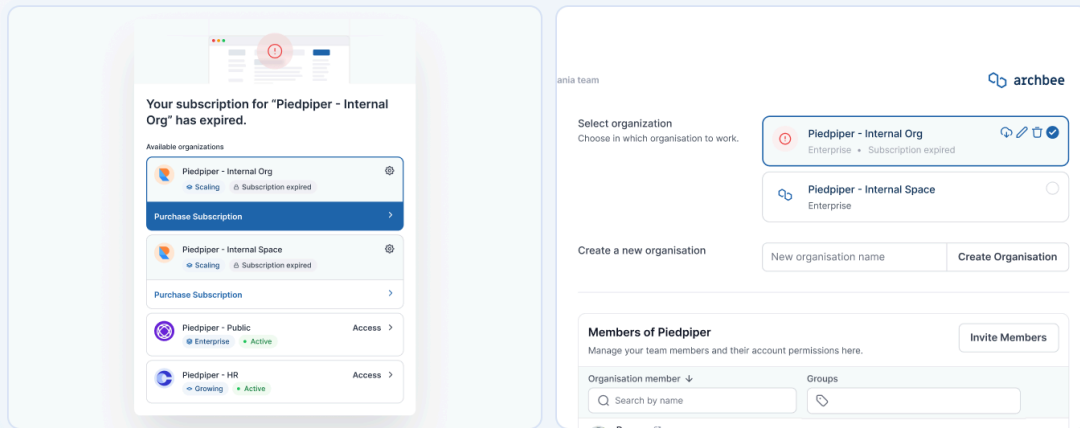 Your subscription for "Piedpiper - Internal
Org" has expired.
Available organizations
Piedpiper - Internal Org
Scaling
Subscription expired
Purchase Subscription
Piedpiper - Internal Space
Scaling
Subscription expired
Purchase Subscription
Piedpiper - Public
Access
Enterprise
Active
Piedpiper - HR
Access
Growing
Active
ania team
archbee
Select organization
Choose in which organisation to work.
Piedpiper - Internal Org
Enterprise • Subscription expired
Piedpiper - Internal Space
Enterprise
Create a new organisation
New organisation name
Create Organisation
Members of Piedpiper
Manage your team members and their account permissions here.
Invite Members
Organisation member
Groups
Search by name